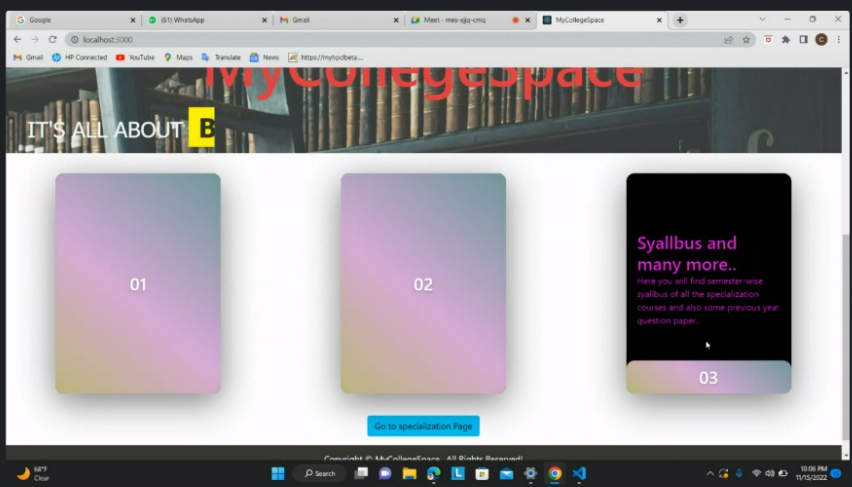 Google
(61) WhatsApp
Gmail
Meet - mes-xjjq-cmq
MyCollegeSpace
localhost:3000
Gmail
HP Connected
YouTube
Maps
Translate
News
https://myhpdbeta....
MyCollegeSpace
IT'S ALL ABOUT B
01
02
Syallbus and
many more..
Here you will find semester-wise
syallbus of all the specialization
courses and also some previous year
question paper..
03
Go to specialization Page
Copyright © MyCollegeSpace. All Rights Reserved!
68°F
Clear
Search
10:06 PM
11/15/2022